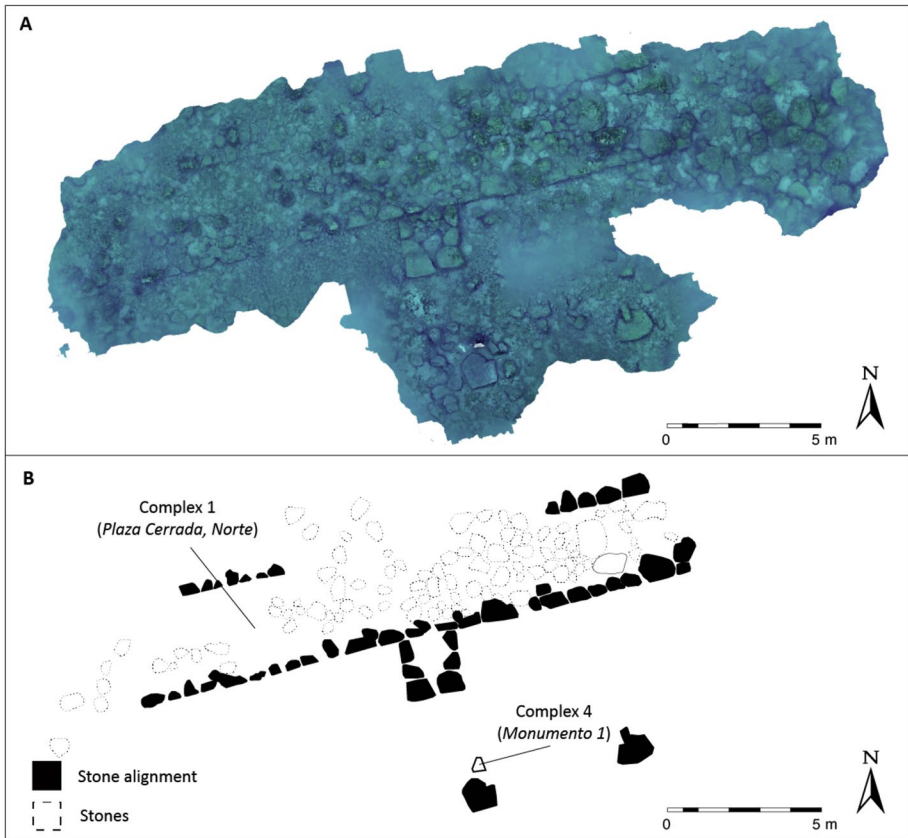 A
N
0 5 m
B
Complex 1
(Plaza Cerrada, Norte)
Complex 4
(Monumento 1)
Stone alignment
Stones
N
0 5 m